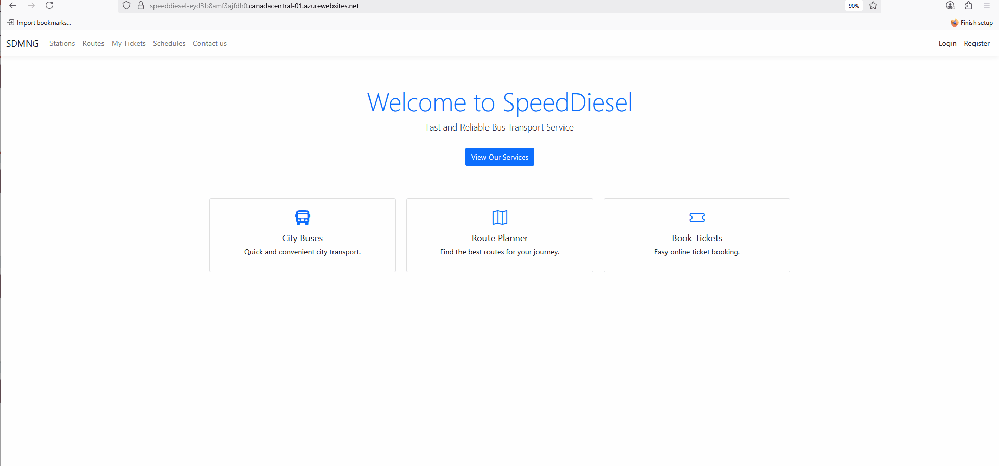 speeddiesel-eyd3b8amf3ajfdh0.canadacentral-01.azurewebsites.net 90%
Import bookmarks... Finish setup
SDMNG Stations Routes My Tickets Schedules Contact us Login Register
Welcome to SpeedDiesel
Fast and Reliable Bus Transport Service
View Our Services
City Buses
Quick and convenient city transport.
Route Planner
Find the best routes for your journey.
Book Tickets
Easy online ticket booking.